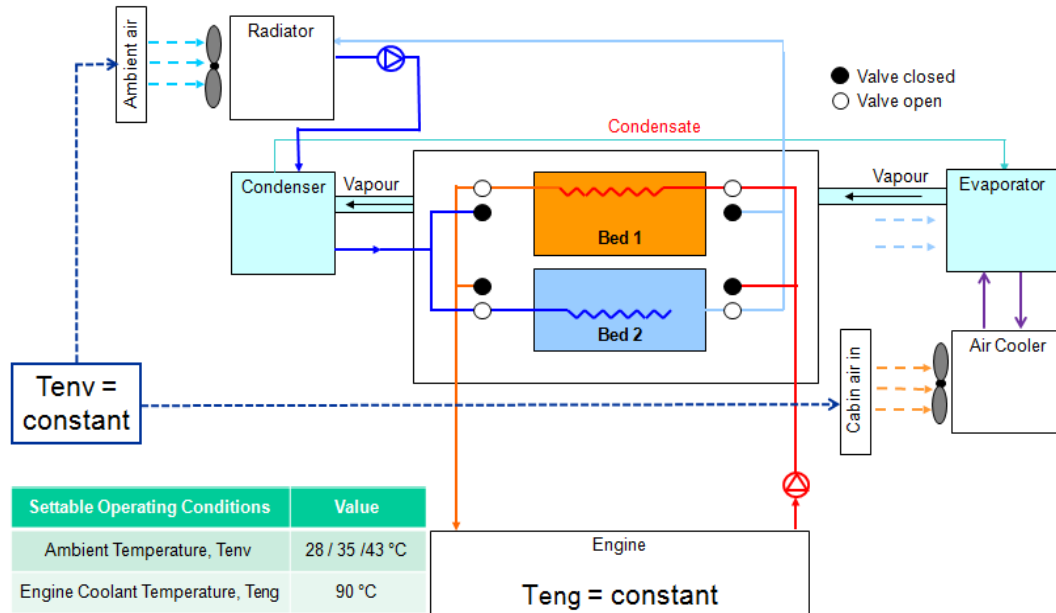 Ambient air
Radiator
Valve closed
Valve open
Condensate
Condenser
Vapour
Vapour
Evaporator
Bed 1
Bed 2
Air Cooler
Cabin air in
Tenv =
constant
Settable Operating Conditions Value
Ambient Temperature, Tenv 28 / 35 /43 °C
Engine Coolant Temperature, Teng 90 °C
Engine
Teng = constant